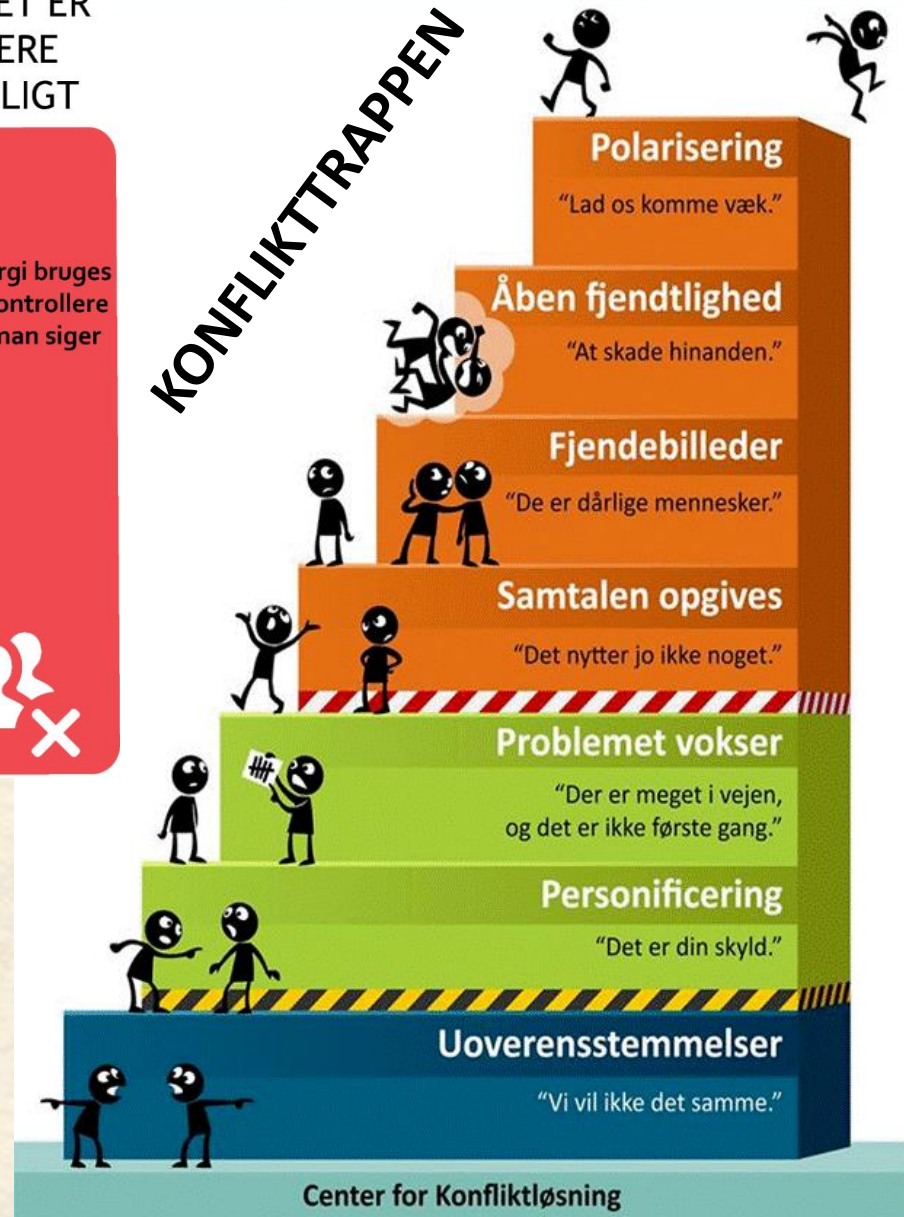 ET ER
ERE
LIGT
rgi bruges
ontrollere
man siger
KONFLIKTTRAPPEN
Polarisering
“Lad os komme væk.”
Åben fjendtlighed
“At skade hinanden.”
Fjendebilleder
“De er dårlige mennesker.”
Samtalen opgives
“Det nytter jo ikke noget.”
Problemet vokser
“Der er meget i vejen,
og det er ikke første gang.”
Personificering
“Det er din skyld.”
Uoverensstemmelser
“Vi vil ikke det samme.”
Center for Konfliktløsning